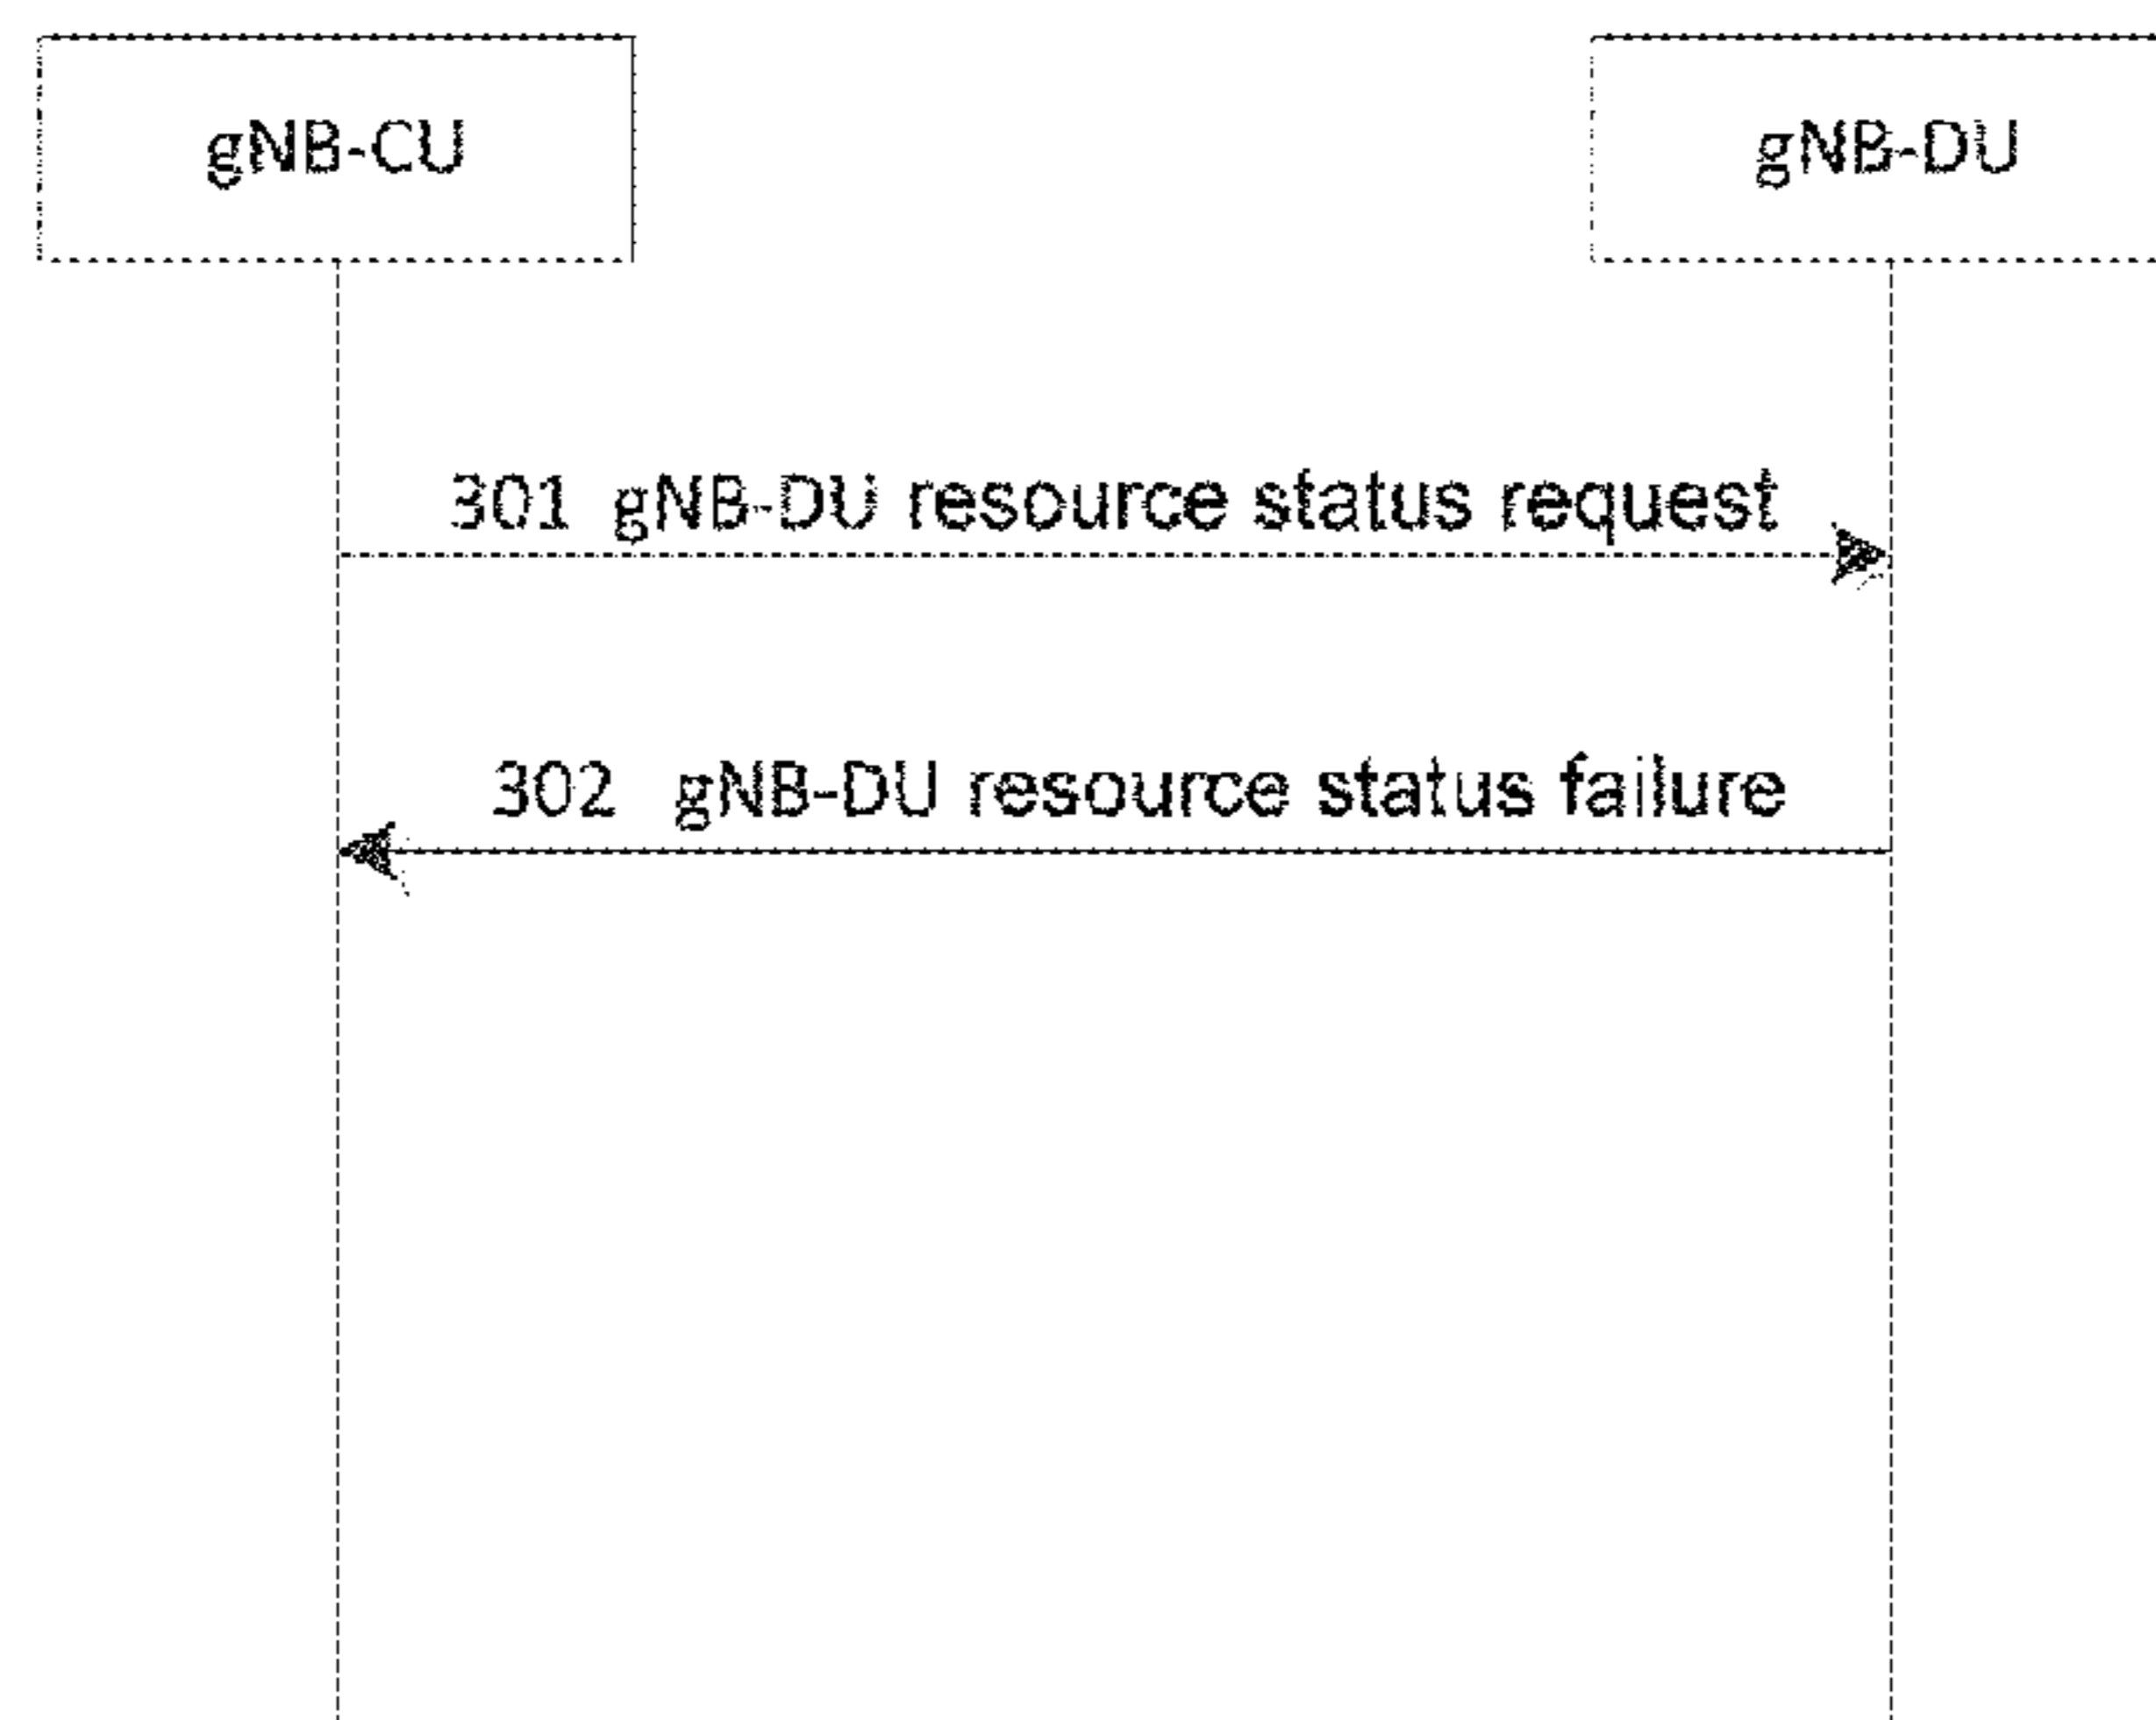 gNB-CU
gNB-DU
301 gNB-DU resource status request
302 gNB-DU resource status failure